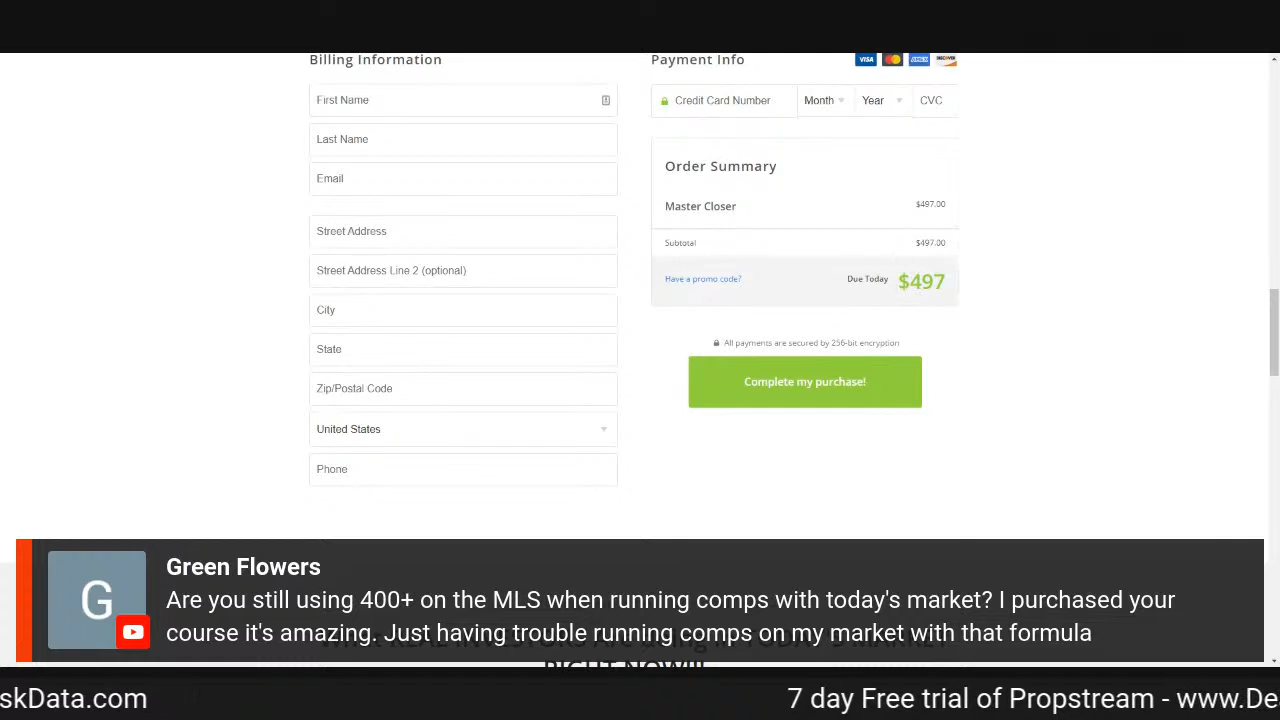 Billing Information
Payment Info
VISA
First Name
Credit Card Number
Month
Year
CVC
Last Name
Email
Order Summary
Master Closer
$497.00
Street Address
Subtotal
$497.00
Street Address Line 2 (optional)
Have a promo code?
Due Today
$497
City
State
All payments are secured by 256-bit encryption
Zip/Postal Code
Complete my purchase!
United States
Phone
G
Green Flowers
Are you still using 400+ on the MLS when running comps with today's market? I purchased your
course it's amazing. Just having trouble running comps on my market with that formula
RIGHT NOW!!
skData.com
7 day Free trial of Propstream - www.De